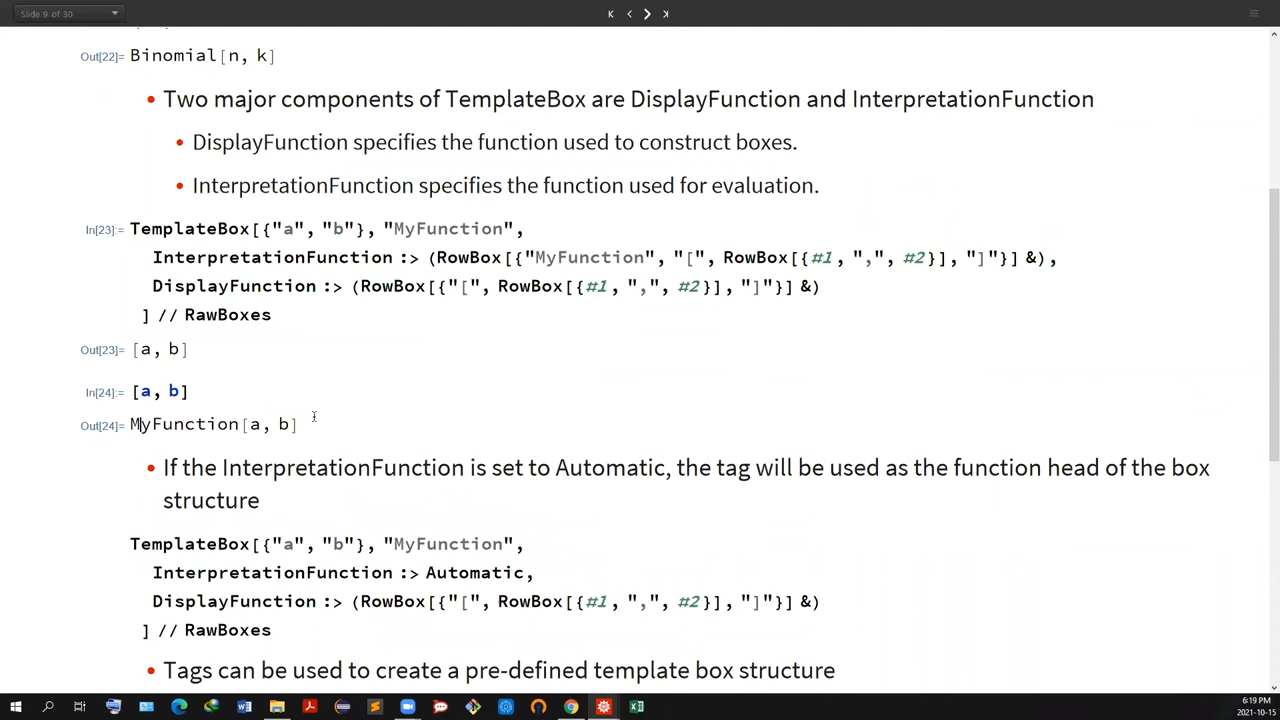 Slide 9 of 30
Out[22]= Binomial[n, k]
• Two major components of TemplateBox are DisplayFunction and InterpretationFunction
• DisplayFunction specifies the function used to construct boxes.
• InterpretationFunction specifies the function used for evaluation.
In[23]:= TemplateBox[{"a", "b"}, "MyFunction",
InterpretationFunction :> (RowBox[{"MyFunction", "[", RowBox[{#1, ",", #2}], "]"}] &),
DisplayFunction :> (RowBox[{"[", RowBox[{#1, ",", #2}], "]"}] &)
] // RawBoxes
Out[23]= [a, b]
In[24]:= [a, b]
Out[24]= MyFunction[a, b]
• If the InterpretationFunction is set to Automatic, the tag will be used as the function head of the box
structure
TemplateBox[{"a", "b"}, "MyFunction",
InterpretationFunction :> Automatic,
DisplayFunction :> (RowBox[{"[", RowBox[{#1, ",", #2}], "]"}] &)
] // RawBoxes
• Tags can be used to create a pre-defined template box structure
6:19 PM
2021-10-15